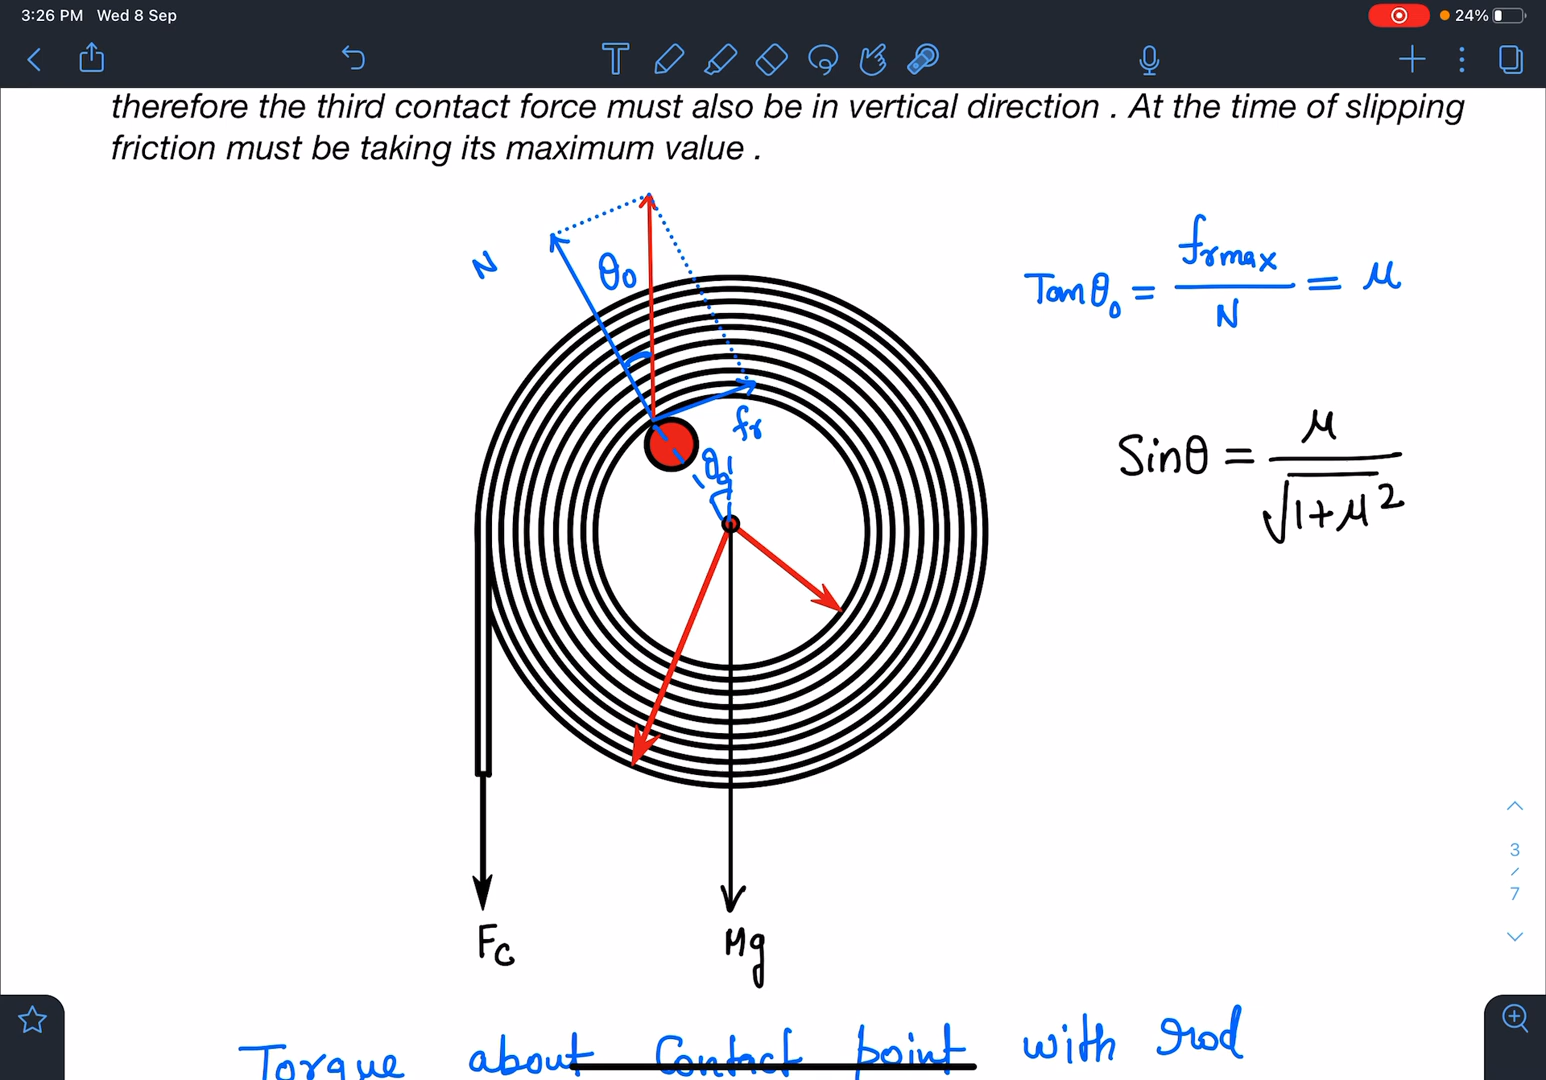 3:26 PM Wed 8 Sep
24%
T
therefore the third contact force must also be in vertical direction . At the time of slipping
friction must be taking its maximum value .
N
θ₀
Tanθ₀ = frmax / N = μ
fr
θ₀
Sinθ = μ / √1+μ²
3
/
7
Fc
Mg
Torque about Contact point with rod